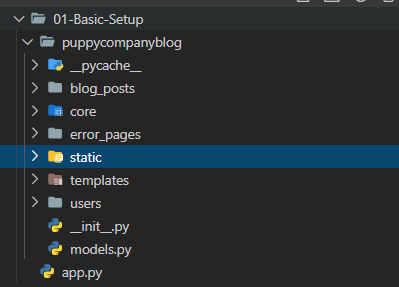 01-Basic-Setup
puppycompanyblog
__pycache__
blog_posts
core
error_pages
static
templates
users
__init__.py
models.py
app.py